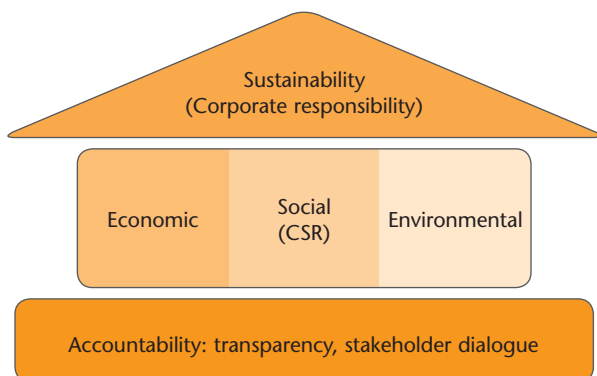 Sustainability
(Corporate responsibility)
Economic
Social
(CSR)
Environmental
Accountability: transparency, stakeholder dialogue